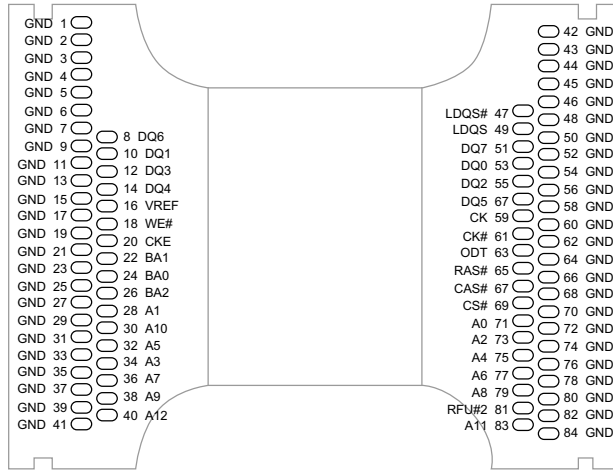 GND 1
GND 2
GND 3
GND 4
GND 5
GND 6
GND 7
8 DQ6
GND 9
10 DQ1
GND 11
12 DQ3
GND 13
14 DQ4
GND 15
16 VREF
GND 17
18 WE#
GND 19
20 CKE
GND 21
22 BA1
GND 23
24 BA0
GND 25
26 BA2
GND 27
28 A1
GND 29
30 A10
GND 31
32 A5
GND 33
34 A3
GND 35
36 A7
GND 37
38 A9
GND 39
40 A12
GND 41
42 GND
43 GND
44 GND
45 GND
46 GND
LDQS# 47
48 GND
LDQS 49
50 GND
DQ7 51
52 GND
DQ0 53
54 GND
DQ2 55
56 GND
DQ5 67
58 GND
CK 59
60 GND
CK# 61
62 GND
ODT 63
64 GND
RAS# 65
66 GND
CAS# 67
68 GND
CS# 69
70 GND
A0 71
72 GND
A2 73
74 GND
A4 75
76 GND
A6 77
78 GND
A8 79
80 GND
RFU#2 81
82 GND
A11 83
84 GND